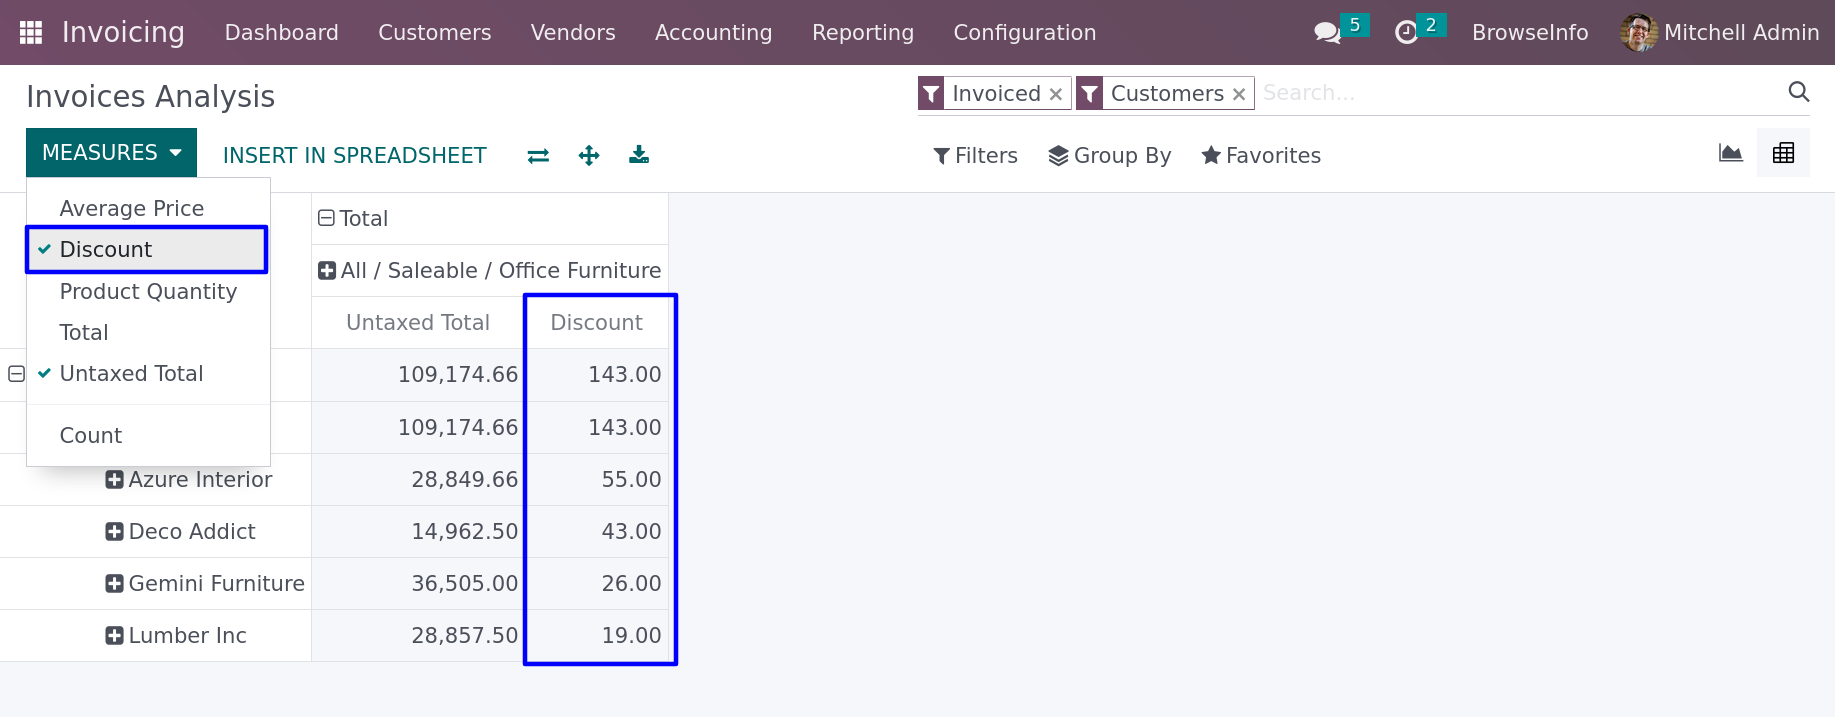 Invoicing Dashboard Customers Vendors Accounting Reporting Configuration 5 2 BrowseInfo Mitchell Admin
Invoices Analysis
Invoiced × Customers × Search...
MEASURES INSERT IN SPREADSHEET Filters Group By Favorites
Average Price
Discount
Product Quantity
Total
Untaxed Total
Count
Total
All / Saleable / Office Furniture
Untaxed Total Discount
109,174.66 143.00
109,174.66 143.00
Azure Interior 28,849.66 55.00
Deco Addict 14,962.50 43.00
Gemini Furniture 36,505.00 26.00
Lumber Inc 28,857.50 19.00